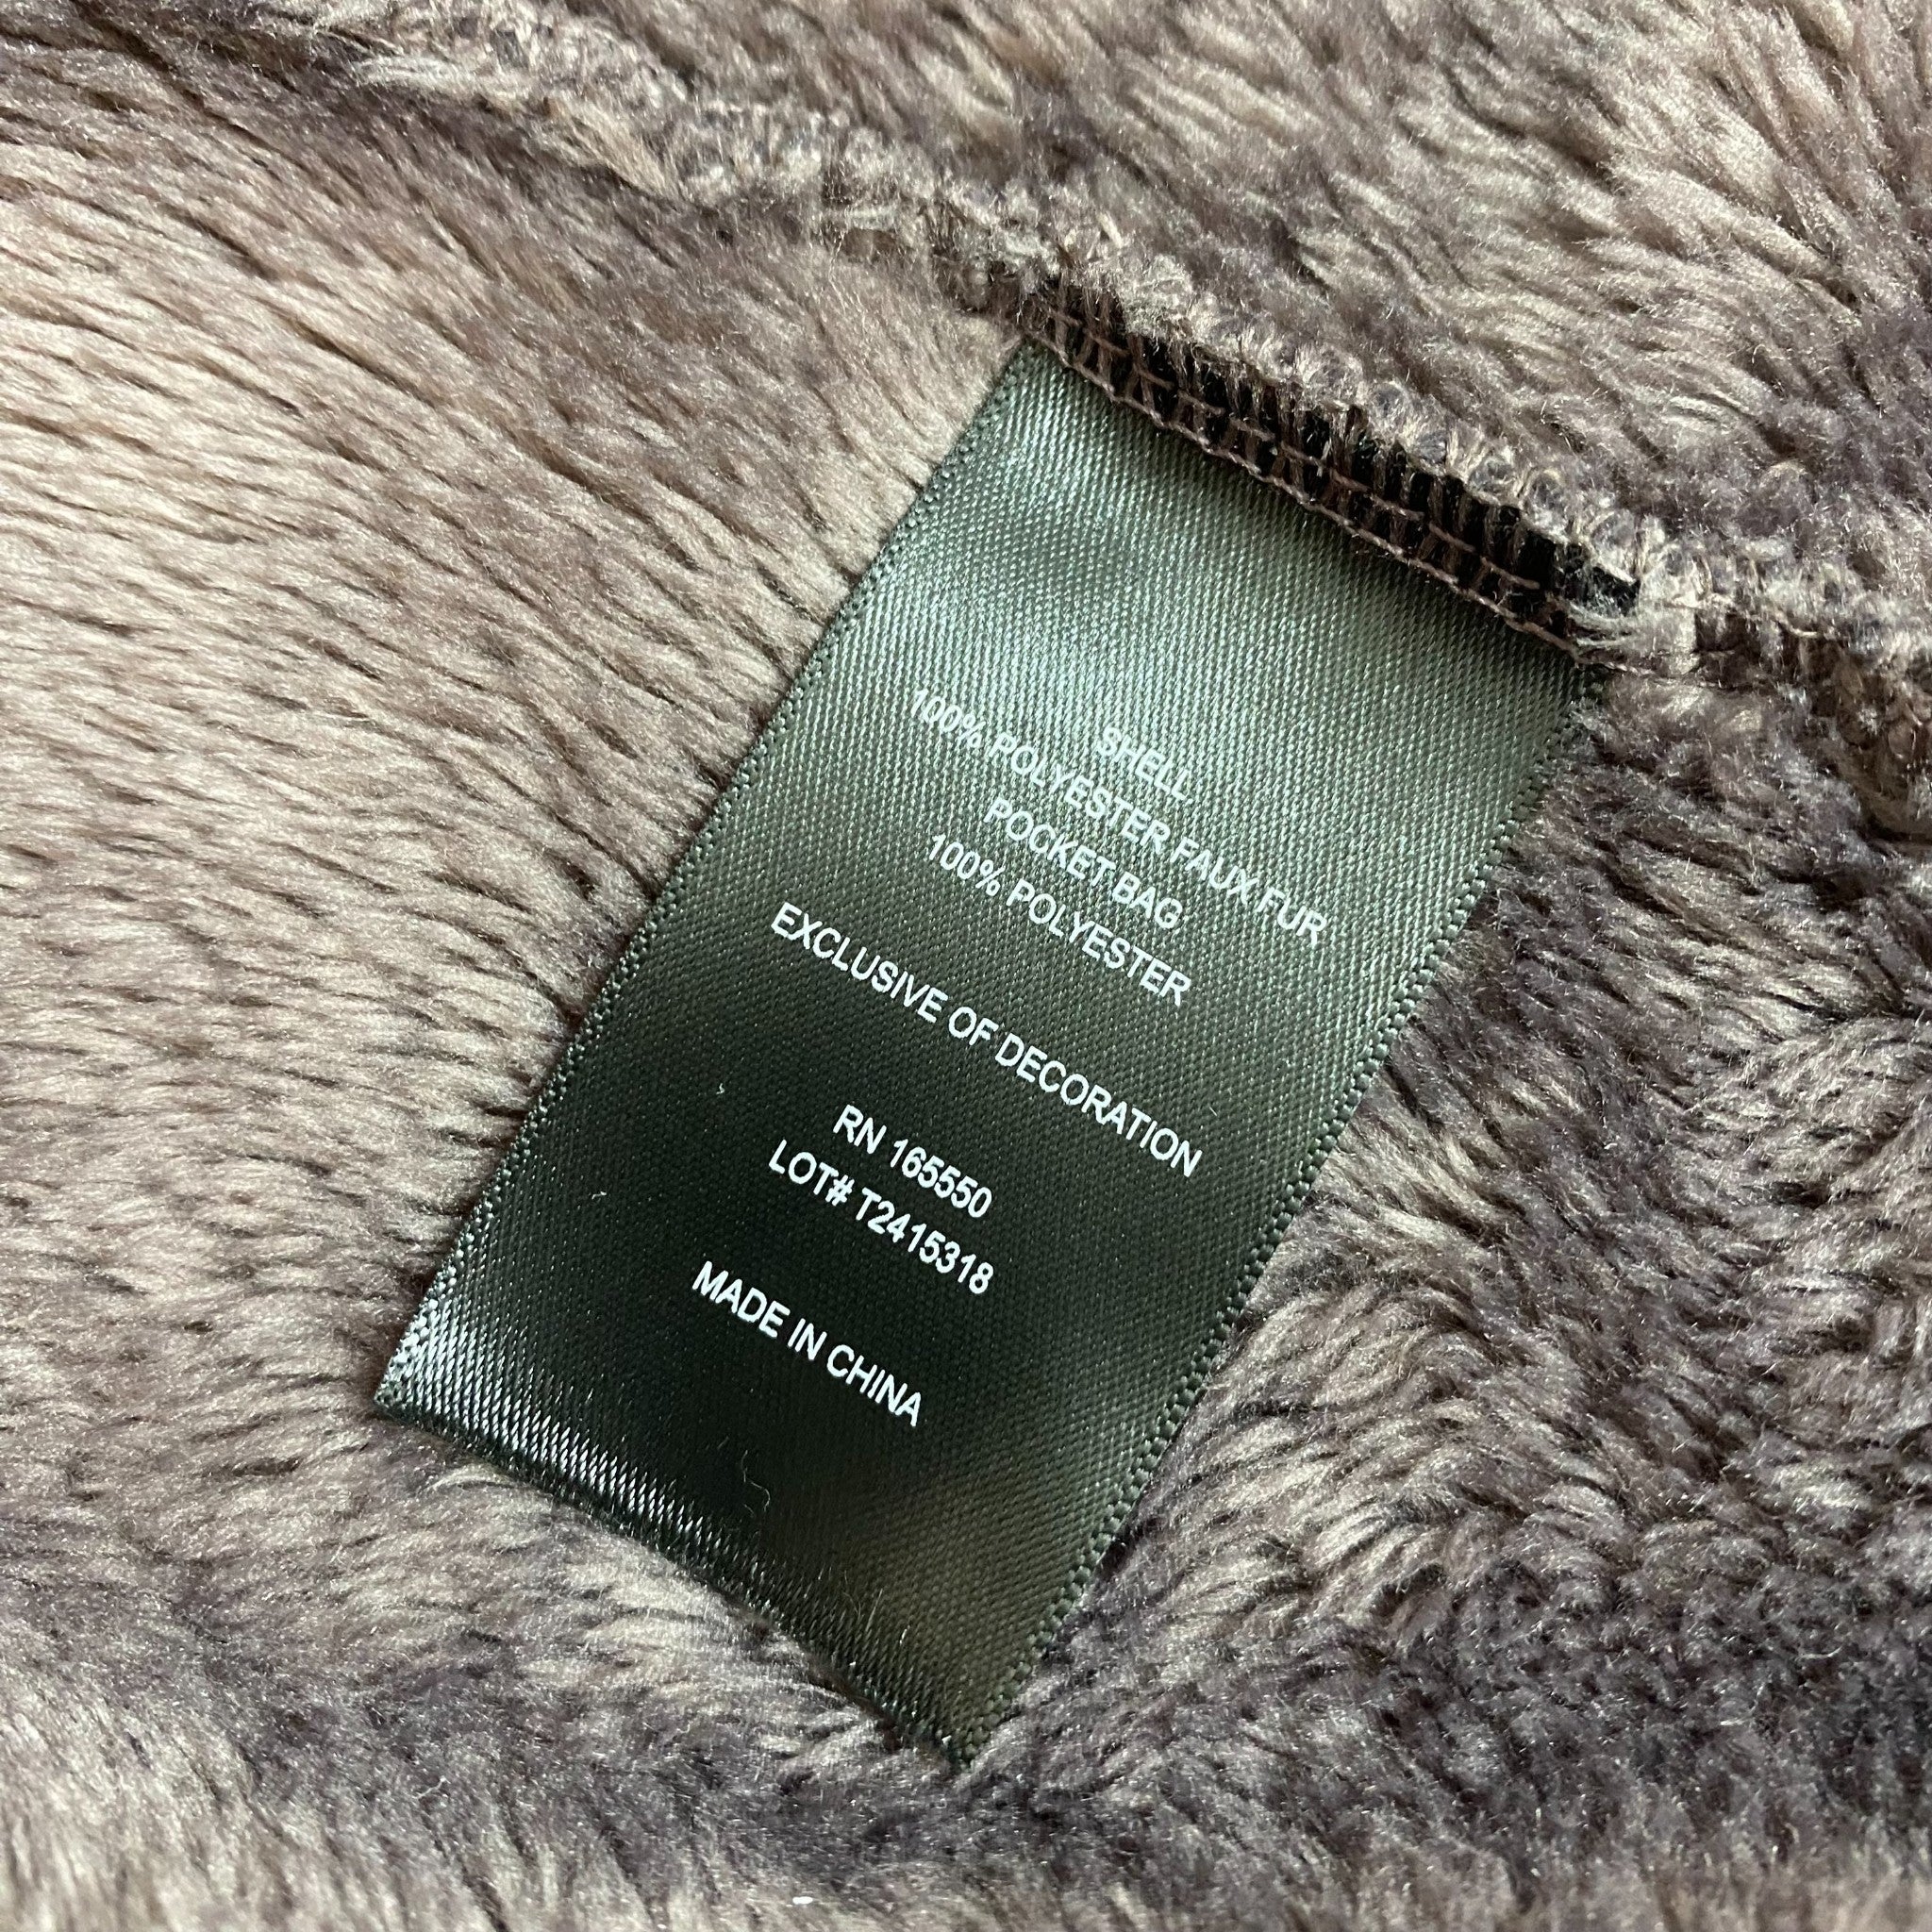 SHELL
100% POLYESTER FAUX FUR
POCKET BAG
100% POLYESTER
EXCLUSIVE OF DECORATION
RN 165550
LOT# T2415318
MADE IN CHINA